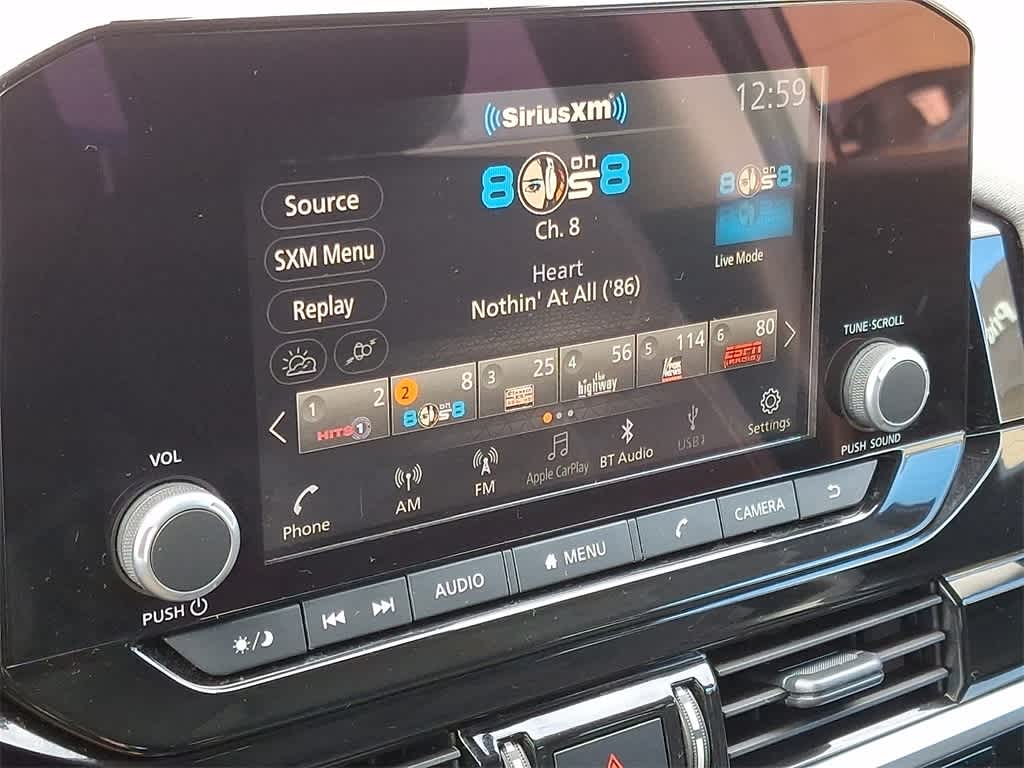 SiriusXm
12:59
Source
80s on 8
80s on 8
SXM Menu
Ch. 8
Live Mode
Replay
Heart
Nothin' At All ('86)
TUNE·SCROLL
1 2 HITS 1
2 8 80s on 8
3 25
4 56 the highway
5 114 FOX NEWS
6 80 ESPN RADIO
PUSH SOUND
VOL
Phone
AM
FM
Apple CarPlay
BT Audio
USB1
Settings
PUSH
AUDIO
MENU
CAMERA